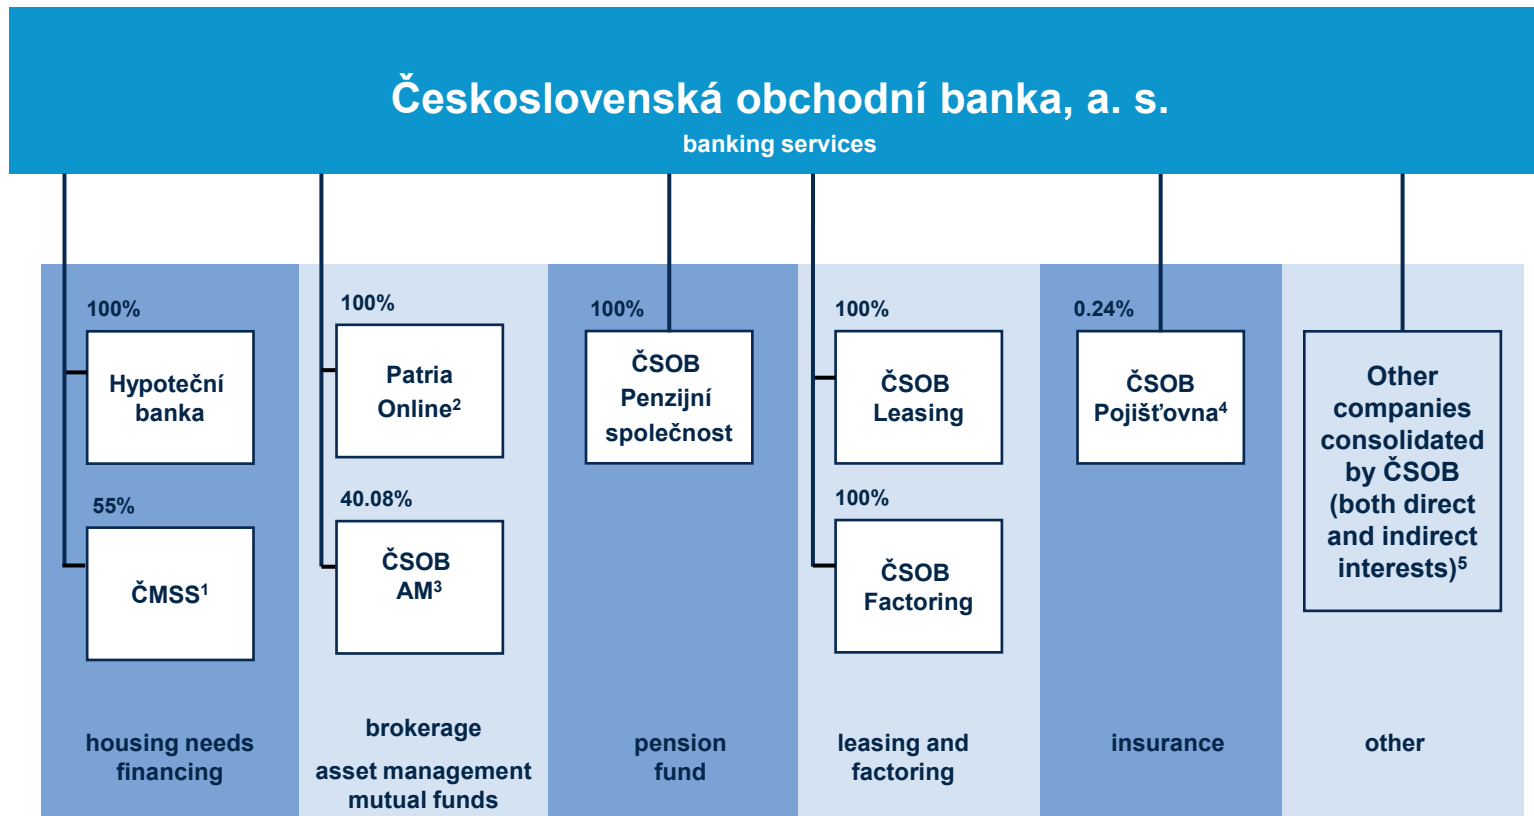 Československá obchodní banka, a. s.
banking services
100%
Hypoteční
banka
55%
ČMSS¹
housing needs
financing
100%
Patria
Online²
40.08%
ČSOB
AM³
brokerage
asset management
mutual funds
100%
ČSOB
Penzijní
společnost
pension
fund
100%
ČSOB
Leasing
100%
ČSOB
Factoring
leasing and
factoring
0.24%
ČSOB
Pojišťovna⁴
insurance
Other
companies
consolidated
by ČSOB
(both direct
and indirect
interests)⁵
other